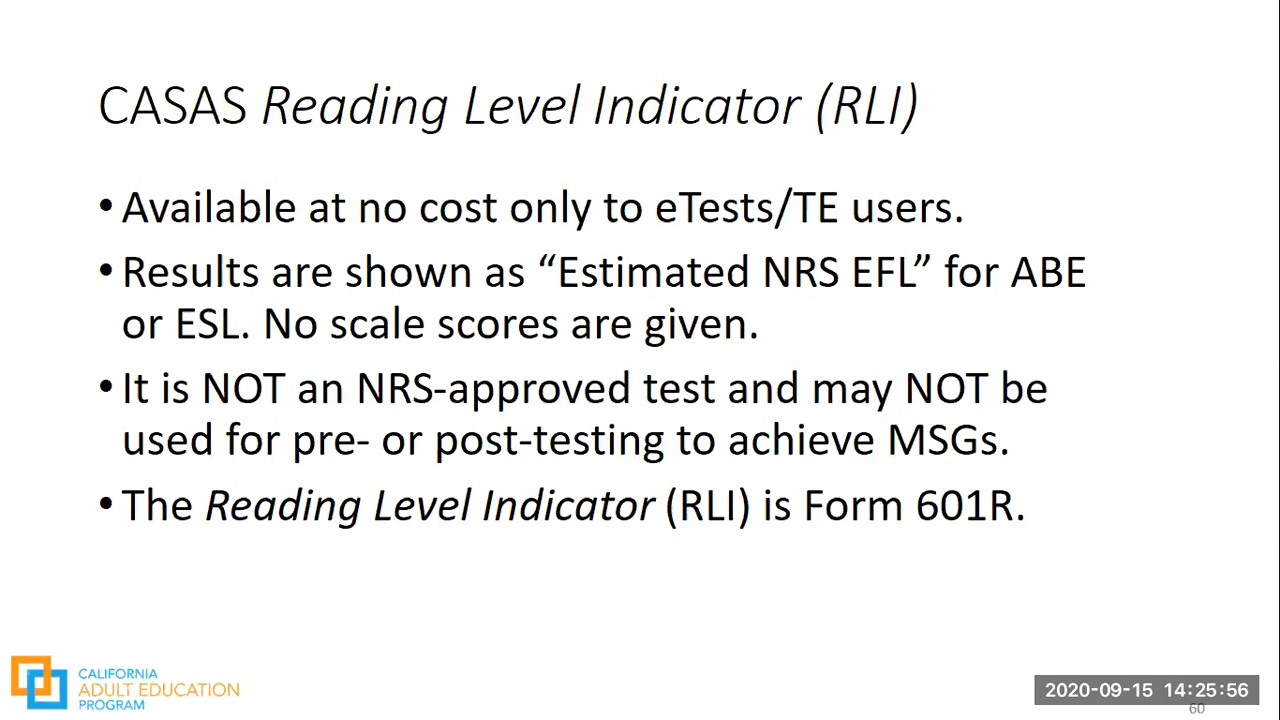 CASAS Reading Level Indicator (RLI)
• Available at no cost only to eTests/TE users.
• Results are shown as “Estimated NRS EFL” for ABE
or ESL. No scale scores are given.
• It is NOT an NRS-approved test and may NOT be
used for pre- or post-testing to achieve MSGs.
• The Reading Level Indicator (RLI) is Form 601R.
CALIFORNIA
ADULT EDUCATION
PROGRAM
2020-09-15 14:25:56
60